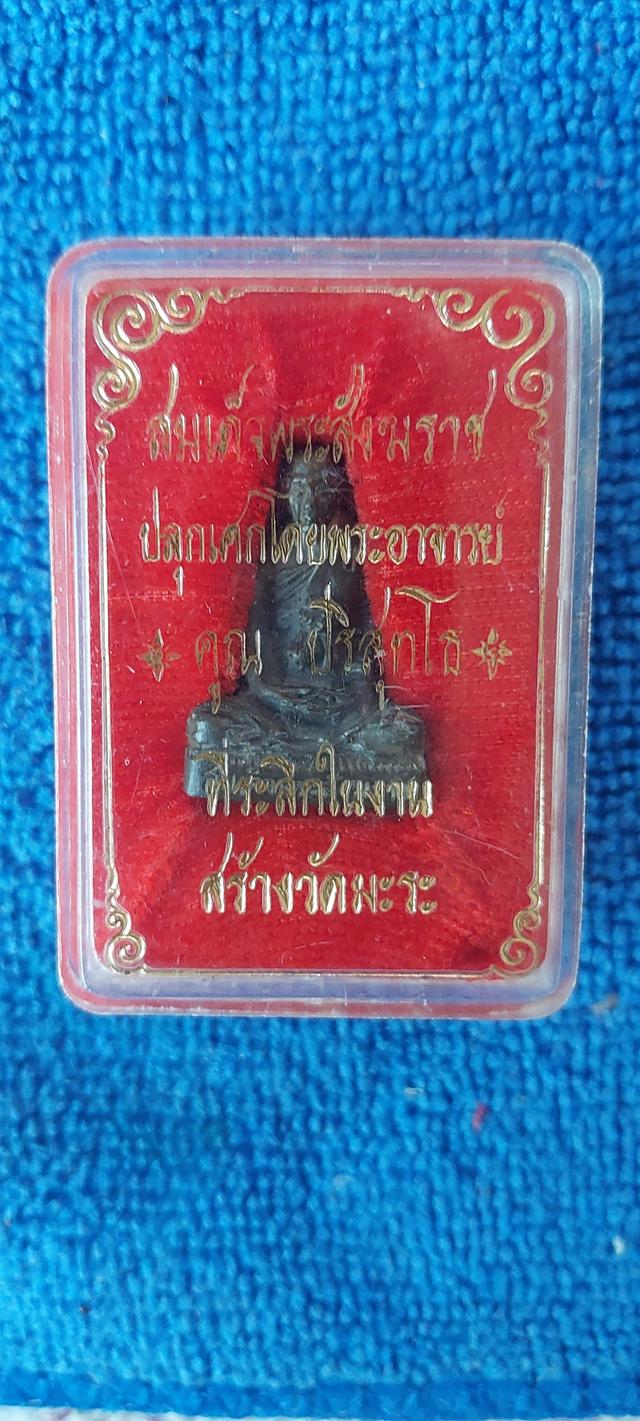 สมเด็จพระสังฆราช
ปลุกเศกโดยพระอาจารย์
คูณ ปริสุทโธ
ที่ระลึกในงาน
สร้างวัดมะระ